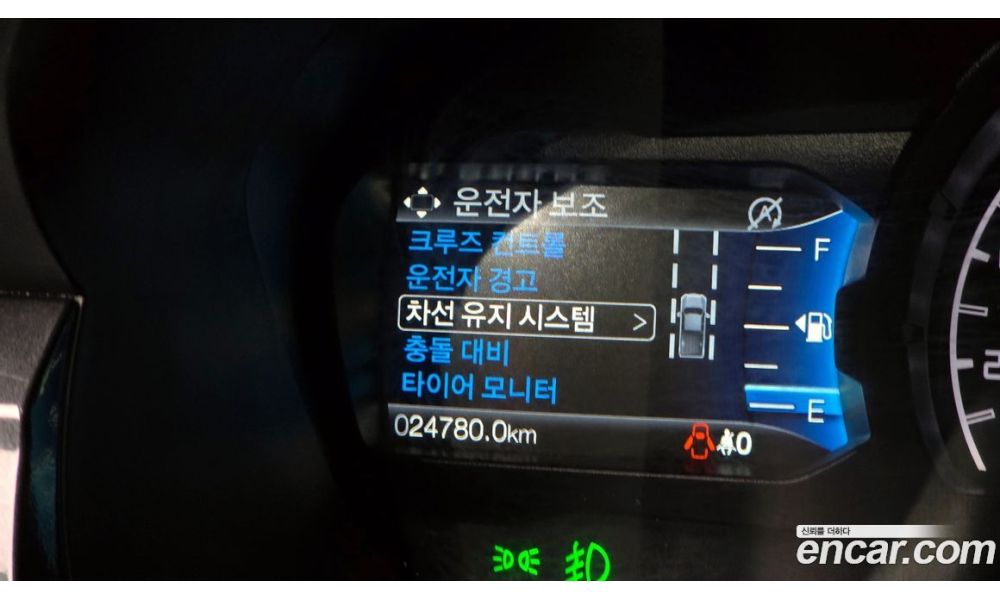 운전자 보조
크루즈 컨트롤
운전자 경고
차선 유지 시스템 >
충돌 대비
타이어 모니터
024780.0km
F
E
0
2
신뢰를 더하다
encar.com